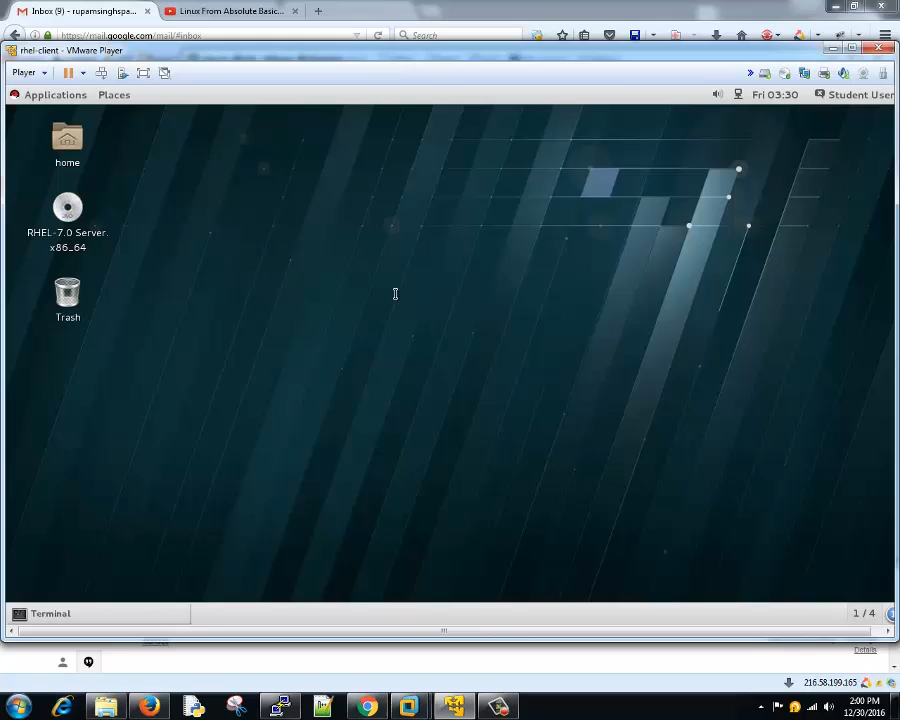 Inbox (9) - rupamsinghspa...
Linux From Absolute Basic...
https://mail.google.com/mail/#inbox
Search
rhel-client - VMware Player
Player
Applications
Places
Fri 03:30
Student User
home
RHEL-7.0 Server.
x86_64
Trash
Terminal
1 / 4
Details
216.58.199.165
2:00 PM
12/30/2016